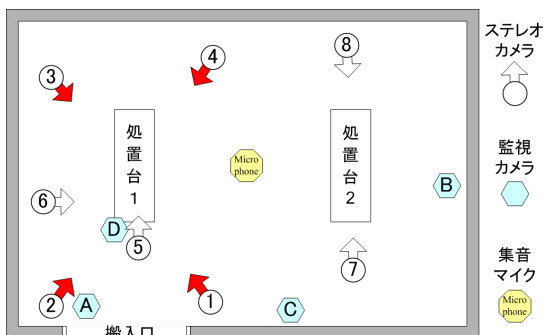 ③
④
⑧
ステレオ
カメラ
処置台1
処置台2
Micro
phone
監視
カメラ
B
⑥
D
⑤
⑦
集音
マイク
Micro
phone
②
A
①
C
搬入口